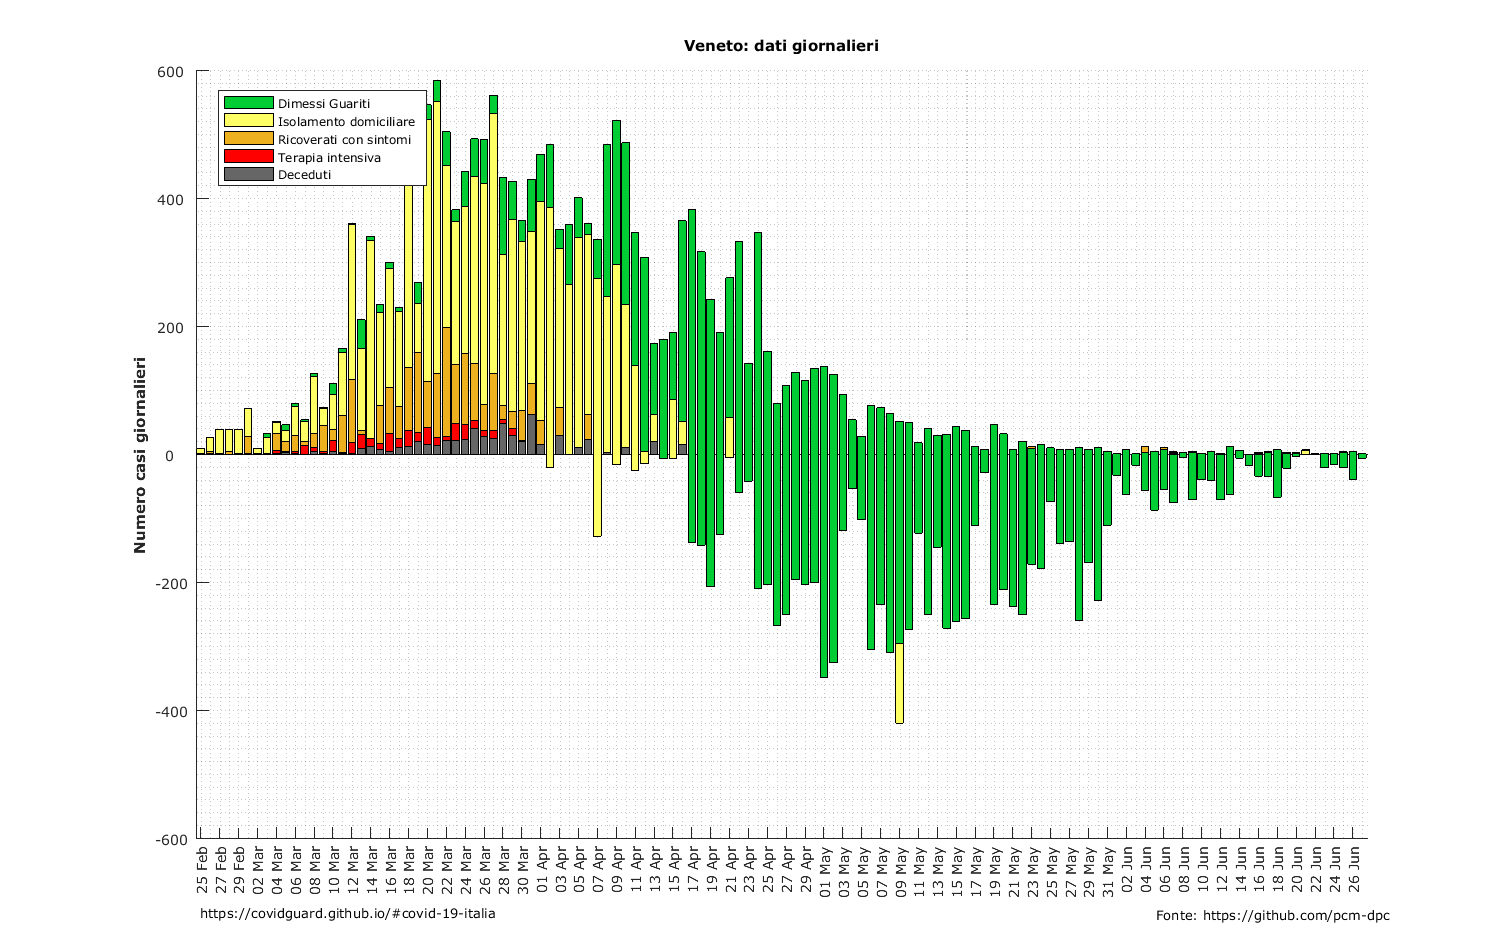 Veneto: dati giornalieri
Dimessi Guariti
Isolamento domiciliare
Ricoverati con sintomi
Terapia intensiva
Deceduti
Numero casi giornalieri
600
400
200
0
-200
-400
-600
25 Feb
27 Feb
29 Feb
02 Mar
04 Mar
06 Mar
08 Mar
10 Mar
12 Mar
14 Mar
16 Mar
18 Mar
20 Mar
22 Mar
24 Mar
26 Mar
28 Mar
30 Mar
01 Apr
03 Apr
05 Apr
07 Apr
09 Apr
11 Apr
13 Apr
15 Apr
17 Apr
19 Apr
21 Apr
23 Apr
25 Apr
27 Apr
29 Apr
01 May
03 May
05 May
07 May
09 May
11 May
13 May
15 May
17 May
19 May
21 May
23 May
25 May
27 May
29 May
31 May
02 Jun
04 Jun
06 Jun
08 Jun
10 Jun
12 Jun
14 Jun
16 Jun
18 Jun
20 Jun
22 Jun
24 Jun
26 Jun
https://covidguard.github.io/#covid-19-italia
Fonte: https://github.com/pcm-dpc